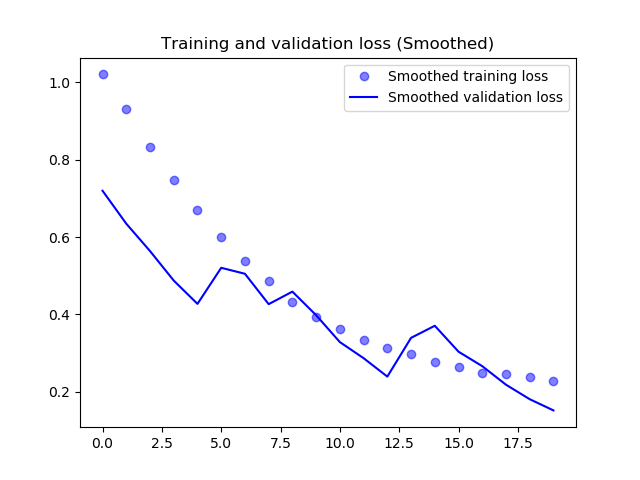 Training and validation loss (Smoothed)
Smoothed training loss
Smoothed validation loss
1.0
0.8
0.6
0.4
0.2
0.0 2.5 5.0 7.5 10.0 12.5 15.0 17.5